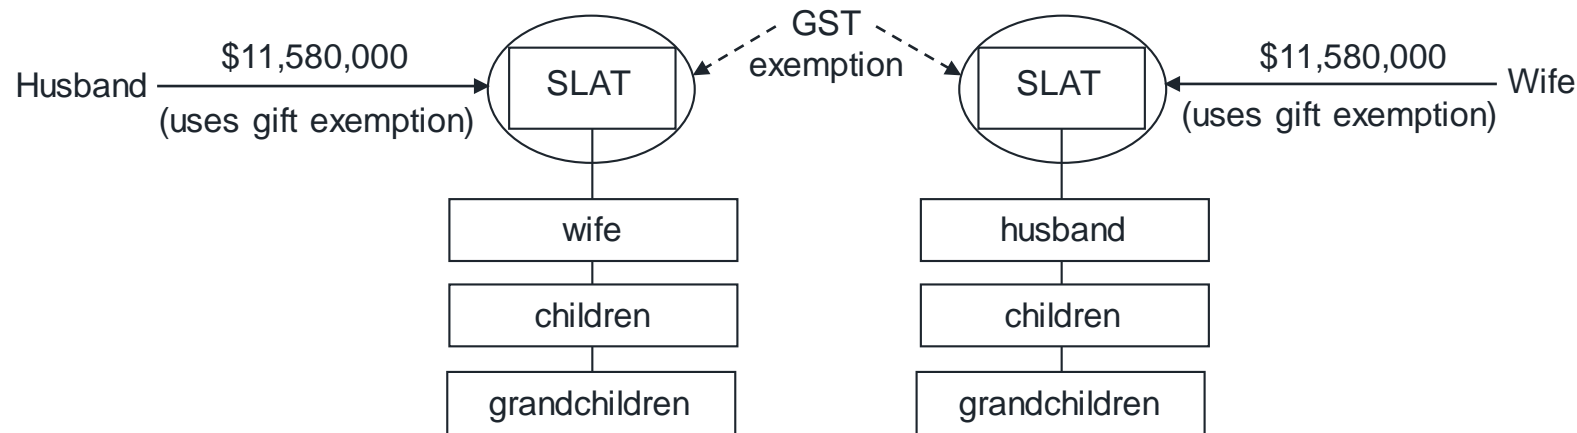 GST
exemption
Husband
$11,580,000
(uses gift exemption)
SLAT
SLAT
$11,580,000
(uses gift exemption)
Wife
wife
husband
children
children
grandchildren
grandchildren